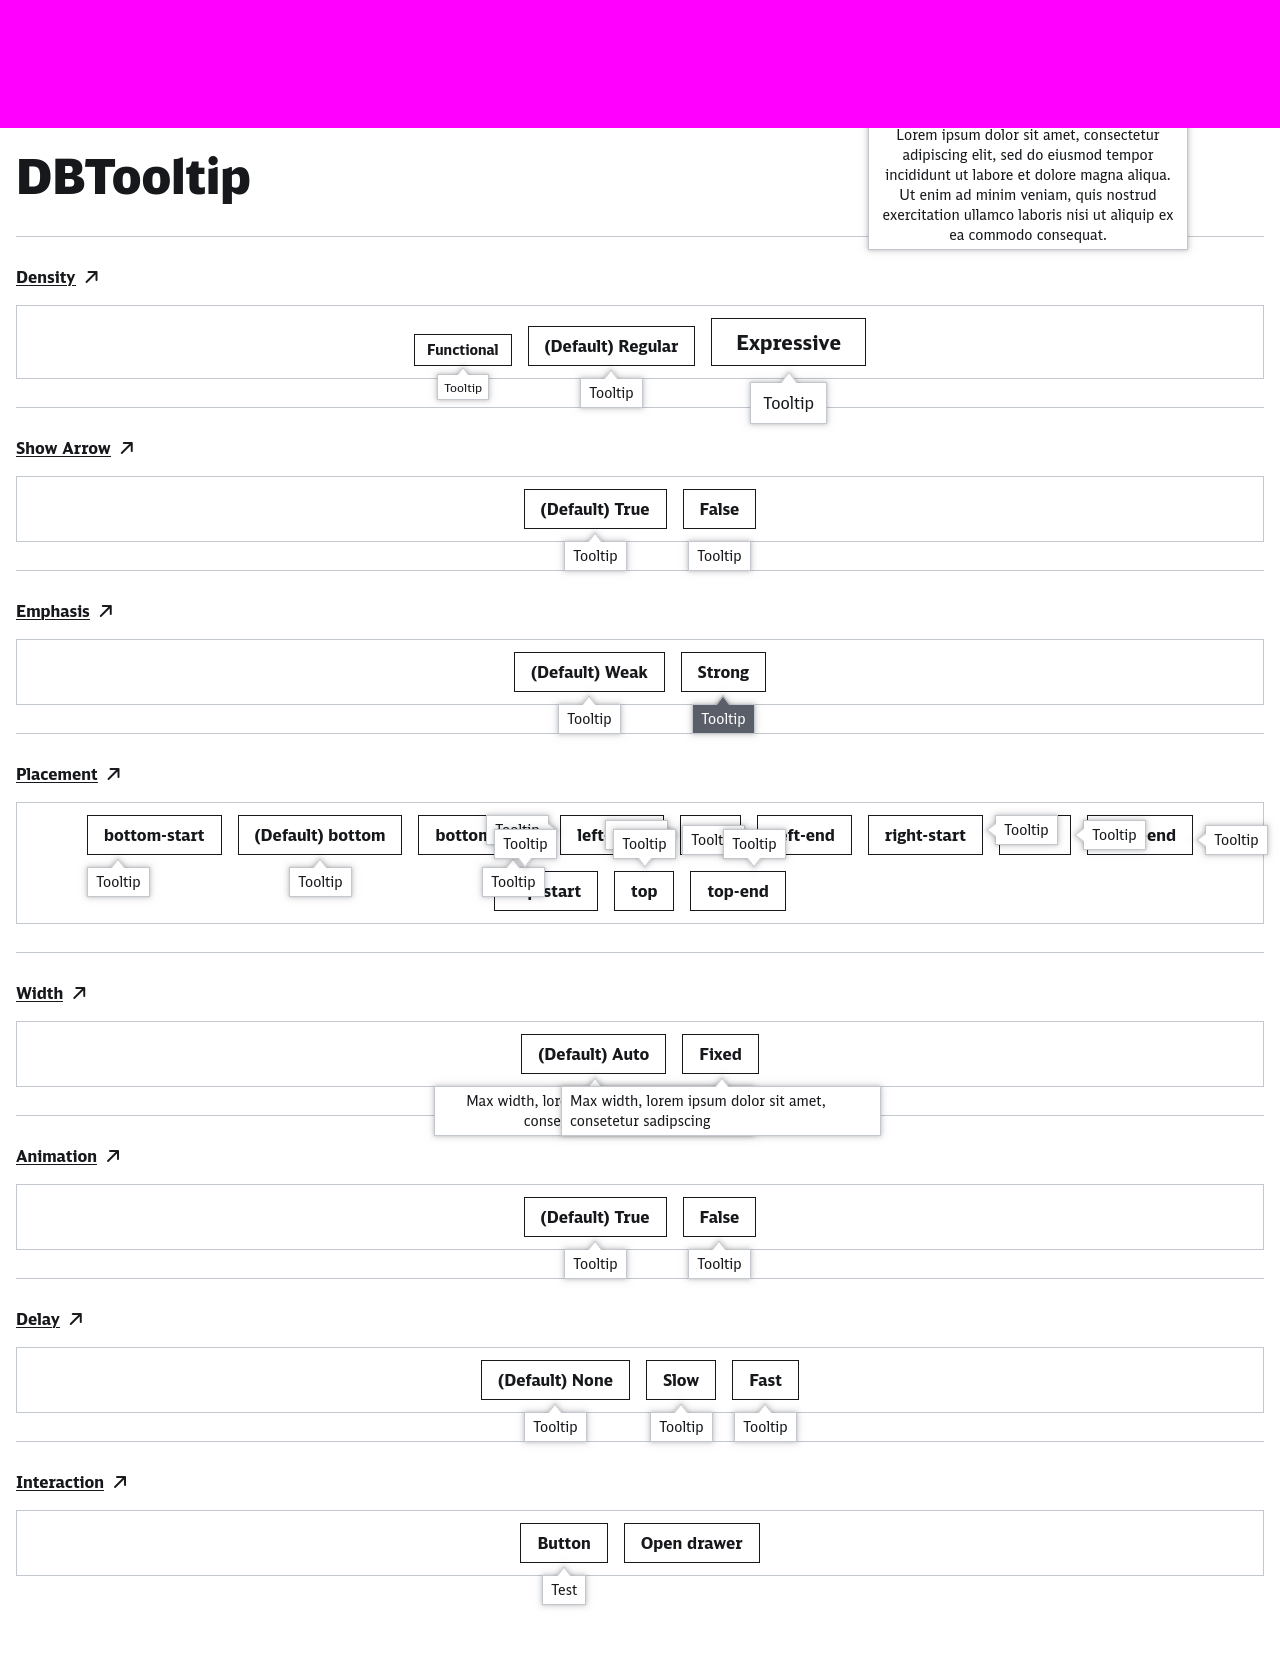 Lorem ipsum dolor sit amet, consectetur
adipiscing elit, sed do eiusmod tempor
incididunt ut labore et dolore magna aliqua.
Ut enim ad minim veniam, quis nostrud
exercitation ullamco laboris nisi ut aliquip ex
ea commodo consequat.
DBTooltip
Density
Functional (Default) Regular Expressive
Tooltip Tooltip Tooltip
Show Arrow
(Default) True False
Tooltip Tooltip
Emphasis
(Default) Weak Strong
Tooltip Tooltip
Placement
bottom-start (Default) bottom right-start Tooltip Tooltip end Tooltip
Tooltip Tooltip Tooltip
Tooltip Tooltip Tooltip
start top top-end
Width
(Default) Auto Fixed
Max width, Max width, lorem ipsum dolor sit amet,
consetetur sadipscing
Animation
(Default) True False
Tooltip Tooltip
Delay
(Default) None Slow Fast
Tooltip Tooltip Tooltip
Interaction
Button Open drawer
Test